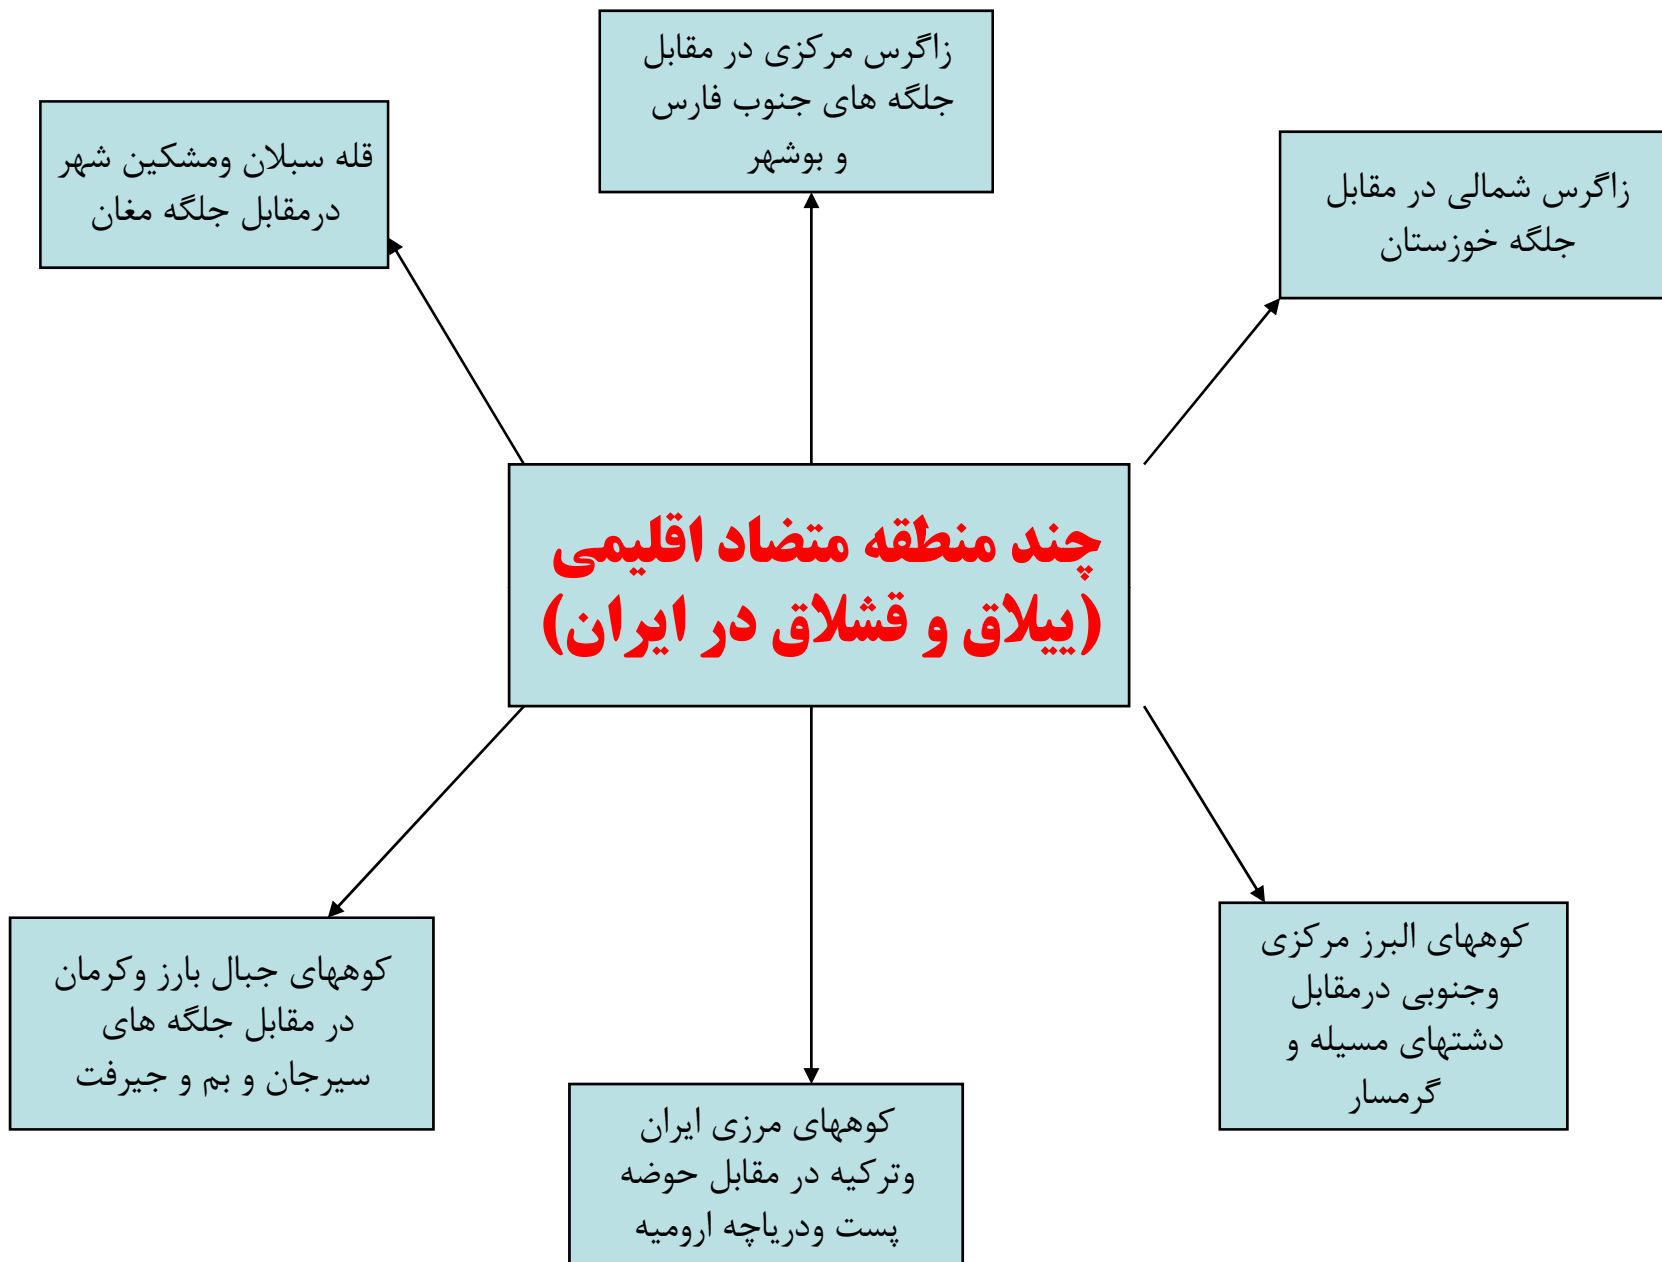 زاگرس مرکزی در مقابل
جلگه های جنوب فارس
و بوشهر
زاگرس شمالی در مقابل
جلگه خوزستان
قله سبلان ومشکین شهر
درمقابل جلگه مغان
چند منطقه متضاد اقلیمی
(ییلاق و قشلاق در ایران)
کوههای البرز مرکزی
وجنوبی درمقابل
دشتهای مسیله و
گرمسار
کوههای جبال بارز وکرمان
در مقابل جلگه های
سیرجان و بم و جیرفت
کوههای مرزی ایران
وترکیه در مقابل حوضه
پست ودریاچه ارومیه